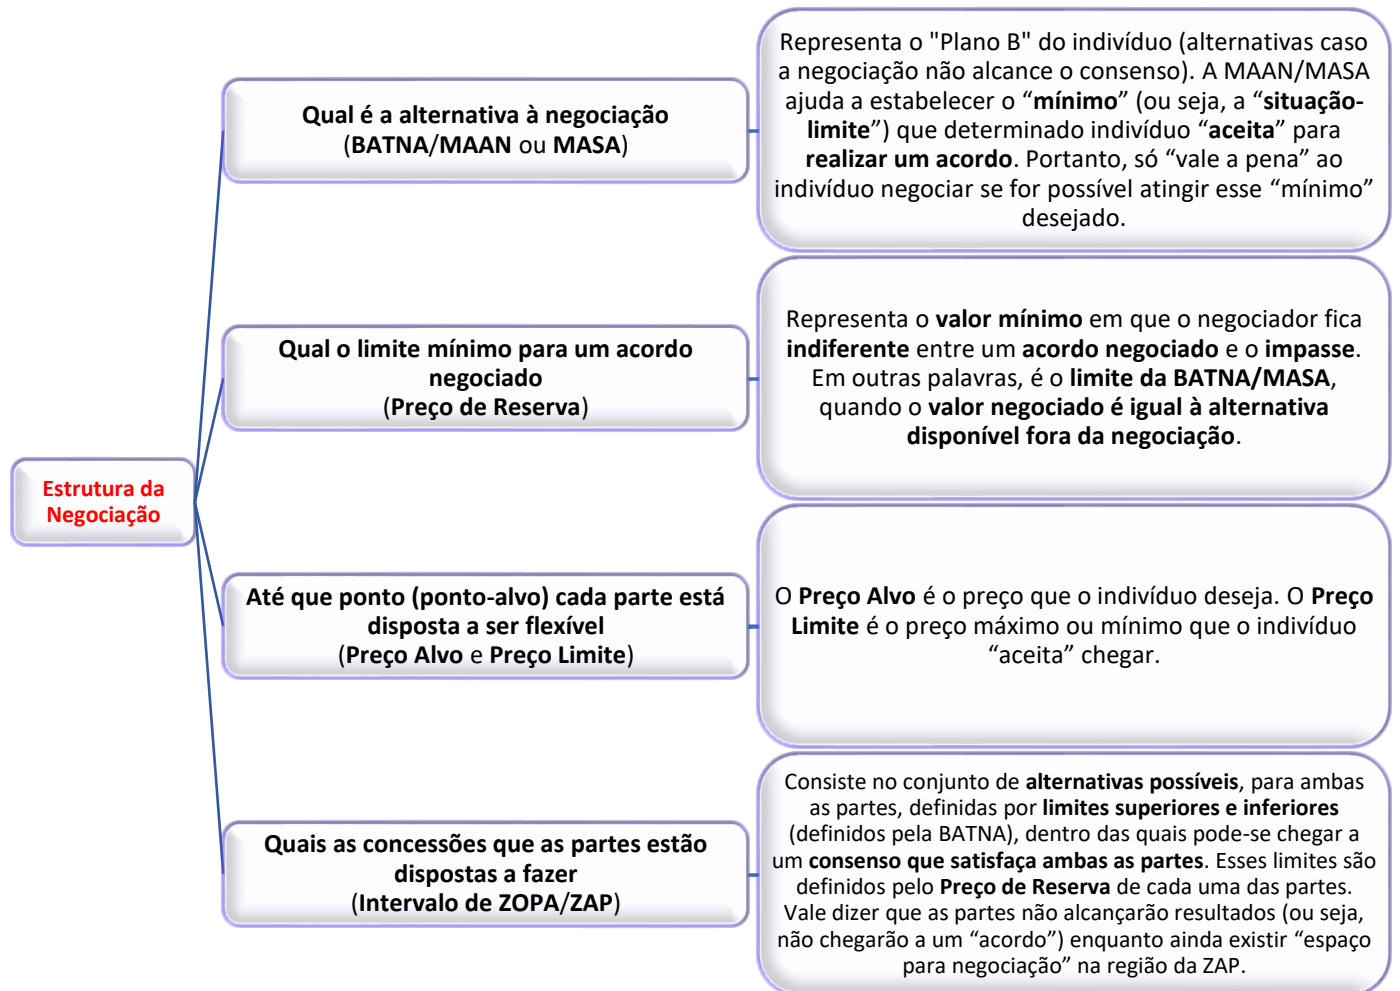 Estrutura da
Negociação
Qual é a alternativa à negociação
(BATNA/MAAN ou MASA)
Representa o "Plano B" do indivíduo (alternativas caso
a negociação não alcance o consenso). A MAAN/MASA
ajuda a estabelecer o “mínimo” (ou seja, a “situação-
limite”) que determinado indivíduo “aceita” para
realizar um acordo. Portanto, só “vale a pena” ao
indivíduo negociar se for possível atingir esse “mínimo”
desejado.
Qual o limite mínimo para um acordo
negociado
(Preço de Reserva)
Representa o valor mínimo em que o negociador fica
indiferente entre um acordo negociado e o impasse.
Em outras palavras, é o limite da BATNA/MASA,
quando o valor negociado é igual à alternativa
disponível fora da negociação.
Até que ponto (ponto-alvo) cada parte está
disposta a ser flexível
(Preço Alvo e Preço Limite)
O Preço Alvo é o preço que o indivíduo deseja. O Preço
Limite é o preço máximo ou mínimo que o indivíduo
“aceita” chegar.
Quais as concessões que as partes estão
dispostas a fazer
(Intervalo de ZOPA/ZAP)
Consiste no conjunto de alternativas possíveis, para ambas
as partes, definidas por limites superiores e inferiores
(definidos pela BATNA), dentro das quais pode-se chegar a
um consenso que satisfaça ambas as partes. Esses limites são
definidos pelo Preço de Reserva de cada uma das partes.
Vale dizer que as partes não alcançarão resultados (ou seja,
não chegarão a um “acordo”) enquanto ainda existir “espaço
para negociação” na região da ZAP.